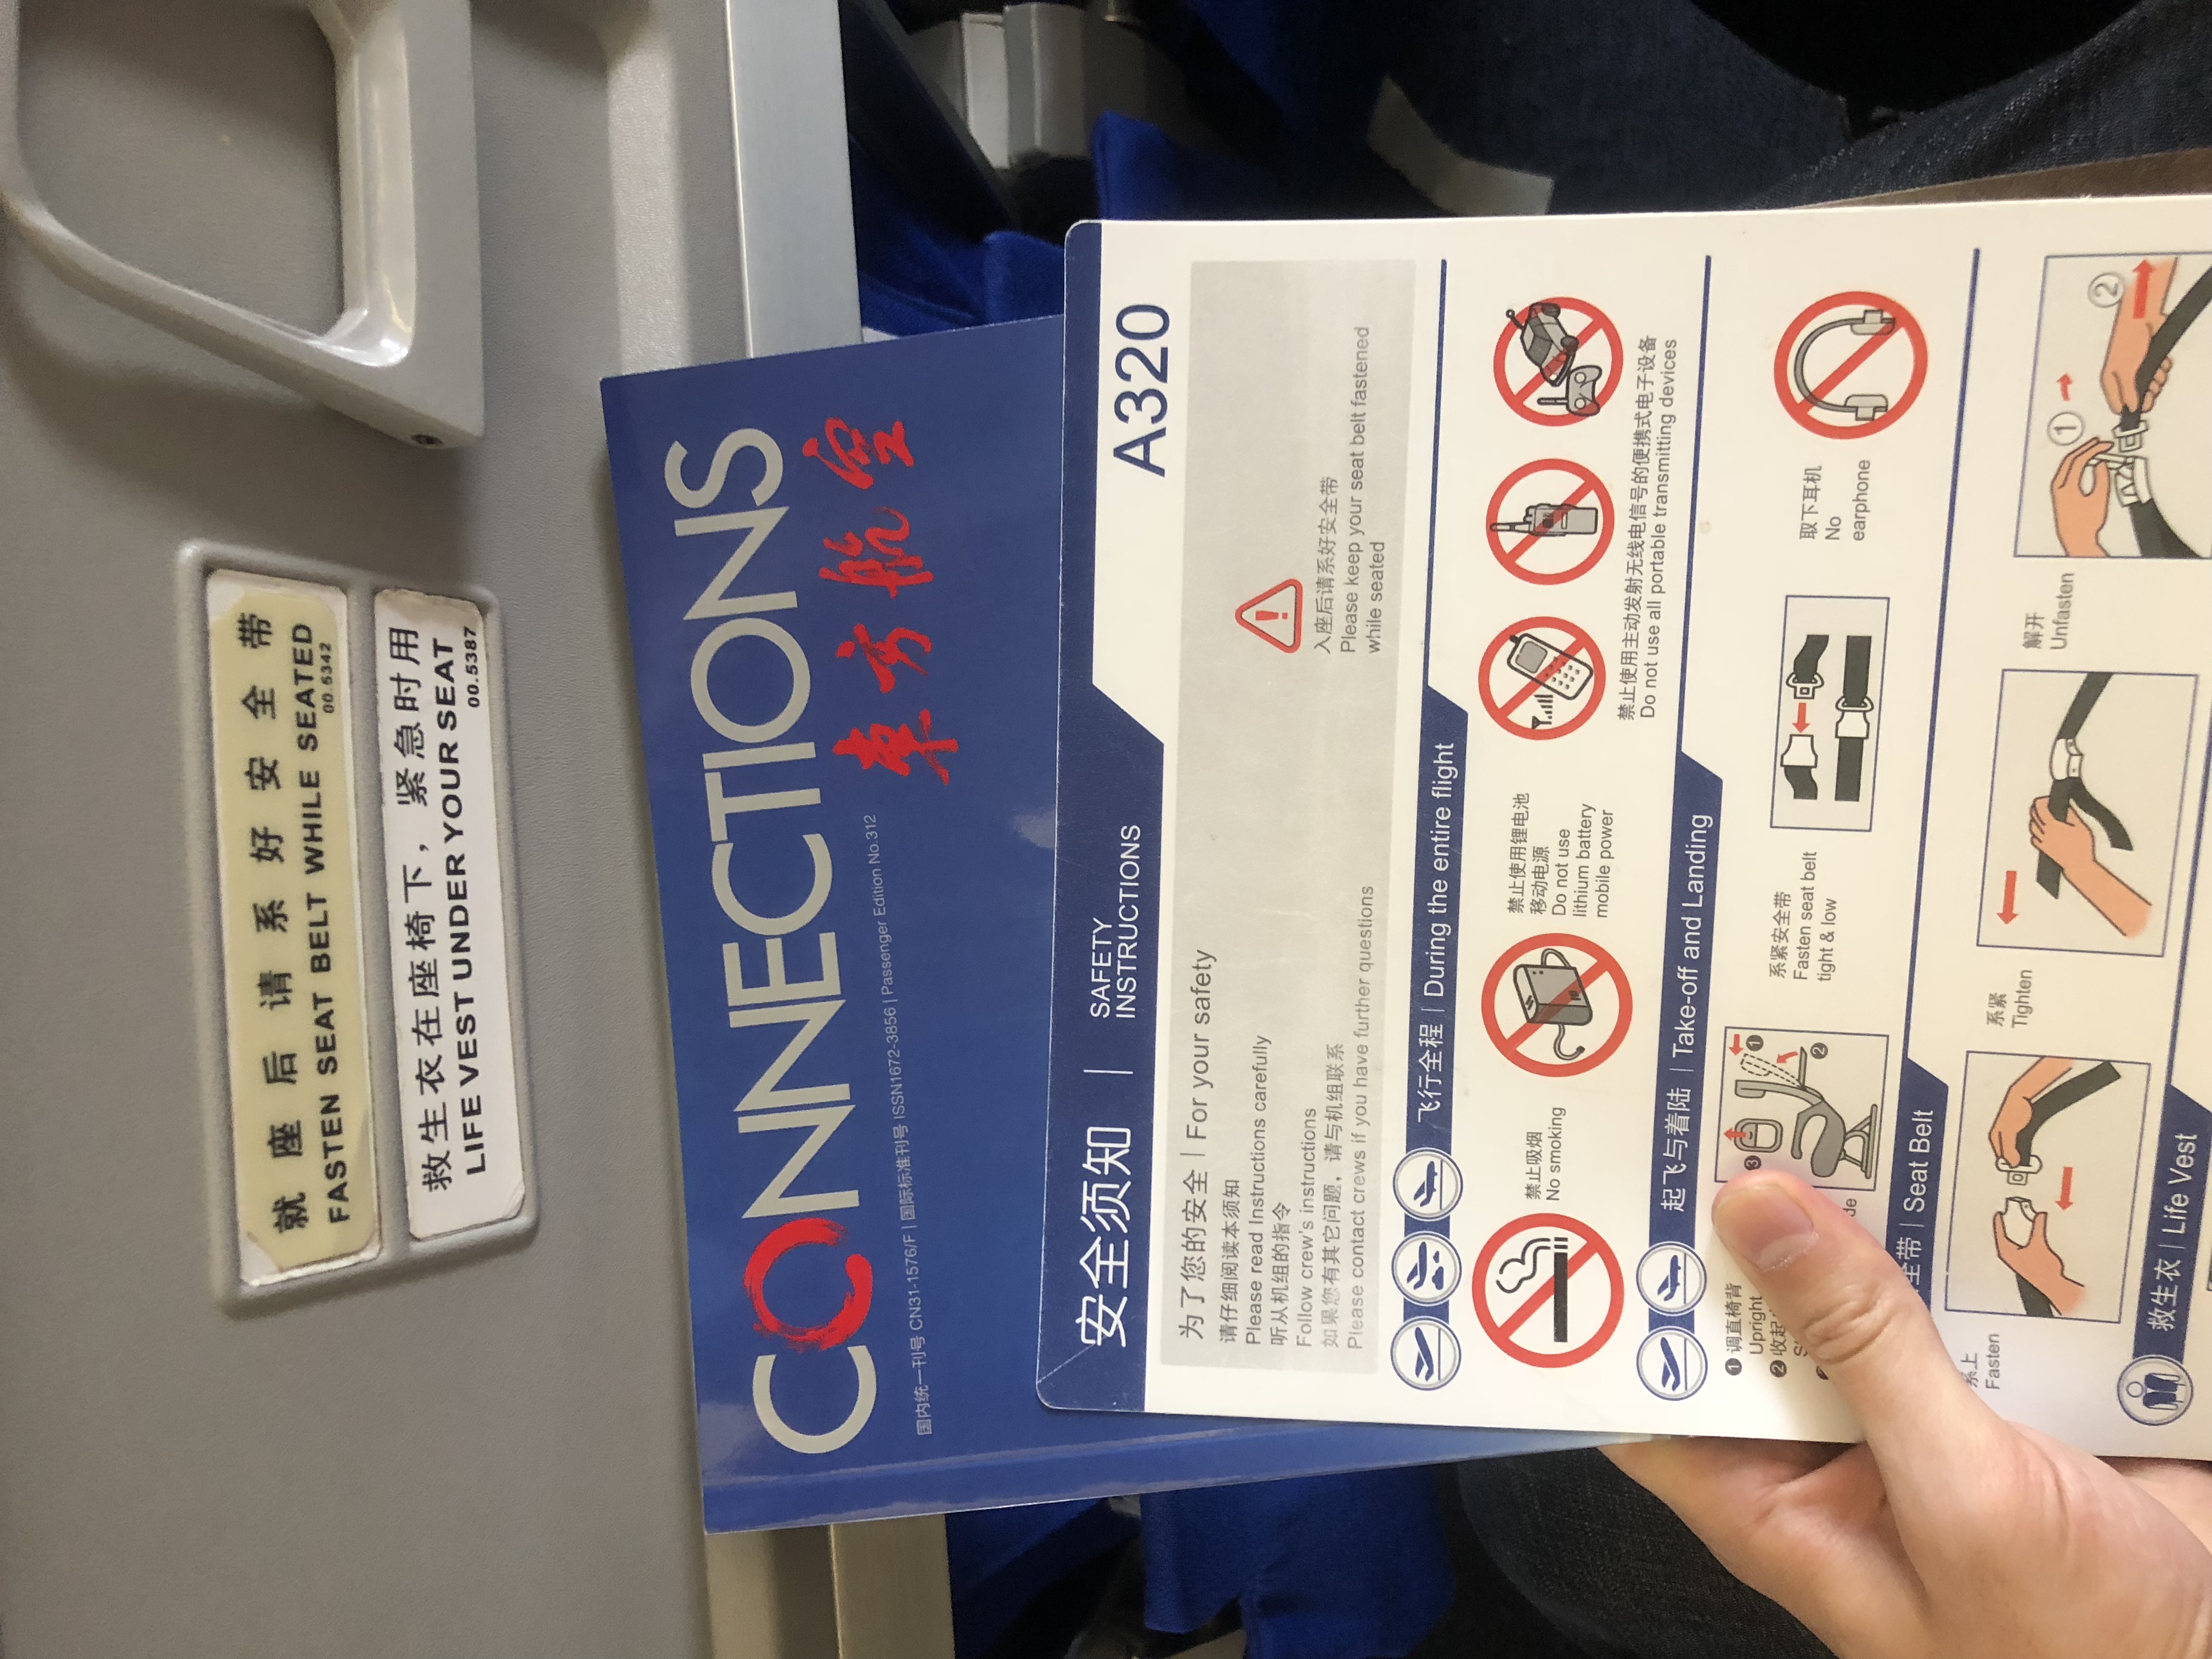 就座后请系好安全带
FASTEN SEAT BELT WHILE SEATED
00.5342
救生衣在座椅下，紧急时用
LIFE VEST UNDER YOUR SEAT
00.5387
CONNECTIONS
东方航空
国内统一刊号 CN31-1576/F | 国际标准刊号 ISSN1672-3856 | Passenger Edition No.312
安全须知 | SAFETY
INSTRUCTIONS
A320
为了您的安全 | For your safety
请仔细阅读本须知
Please read Instructions carefully
听从机组的指令
Follow crew's instructions
如果您有其它问题，请与机组联系
Please contact crews if you have further questions
入座后请系好安全带
Please keep your seat belt fastened
while seated
飞行全程 | During the entire flight
禁止吸烟
No smoking
禁止使用锂电池
移动电源
Do not use
lithium battery
mobile power
禁止使用主动发射无线电信号的便携式电子设备
Do not use all portable transmitting devices
起飞与着陆 | Take-off and Landing
❶ 调直椅背
Upright
❷ 收起
1
2
3
系紧安全带
Fasten seat belt
tight & low
取下耳机
No
earphone
全带 | Seat Belt
系上
Fasten
系紧
Tighten
解开
Unfasten
1
2
救生衣 | Life Vest